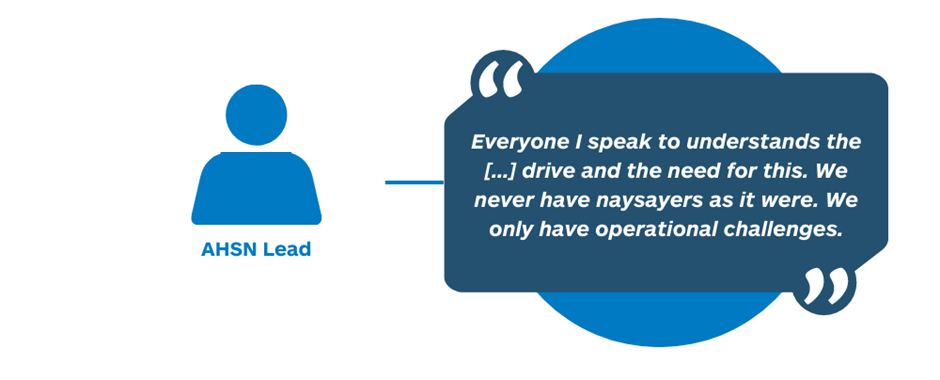 Everyone I speak to understands the
[...] drive and the need for this. We
never have naysayers as it were. We
only have operational challenges.
AHSN Lead